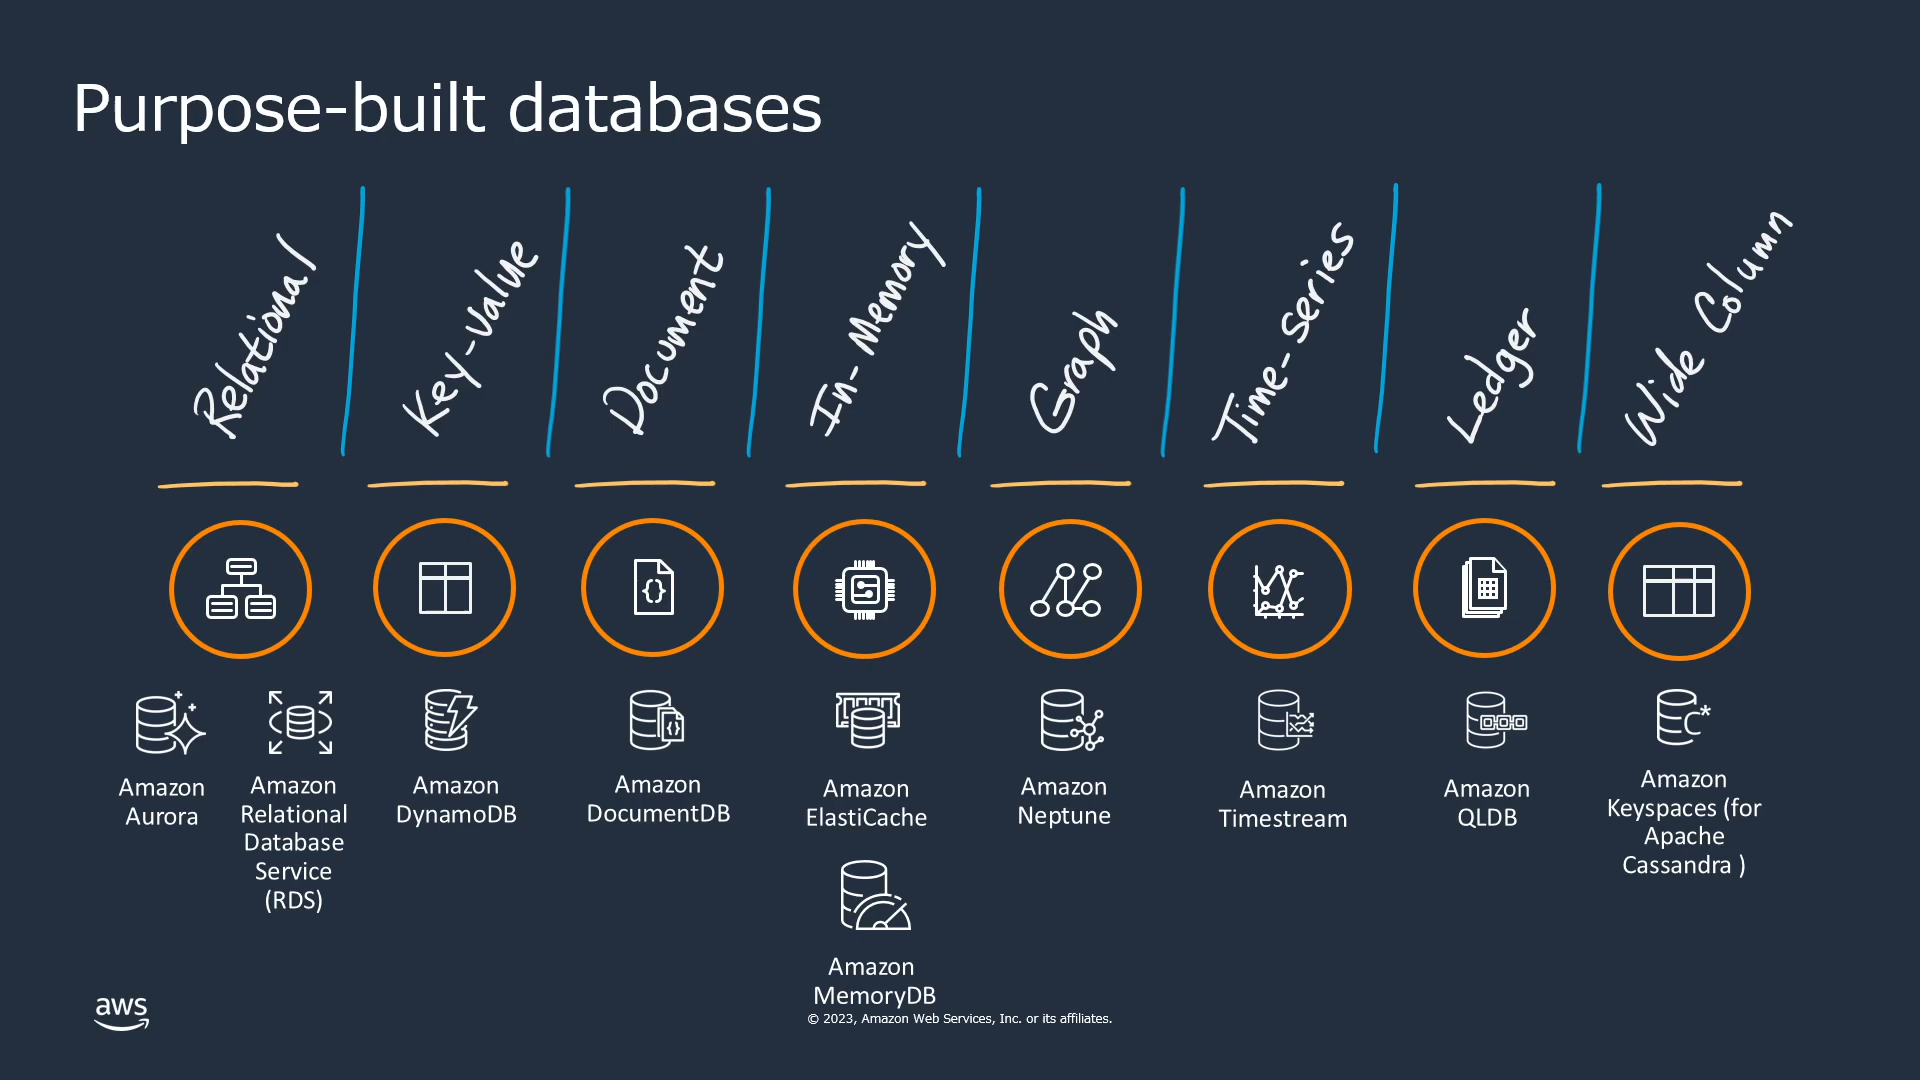 Purpose-built databases
Relational
Key-Value
Document
In-Memory
Graph
Time-Series
Ledger
Wide Column
Amazon
Aurora
Amazon
Relational
Database
Service
(RDS)
Amazon
DynamoDB
Amazon
DocumentDB
Amazon
ElastiCache
Amazon
MemoryDB
Amazon
Neptune
Amazon
Timestream
Amazon
QLDB
C*
Amazon
Keyspaces (for
Apache
Cassandra )
aws
© 2023, Amazon Web Services, Inc. or its affiliates.